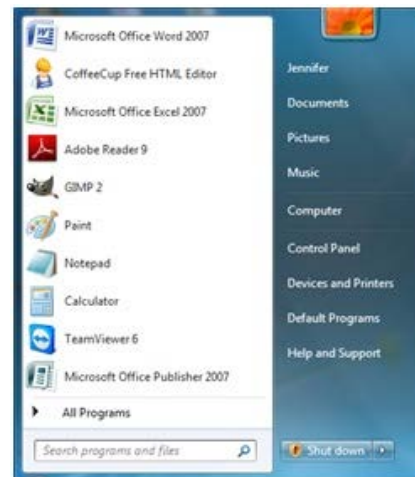 Microsoft Office Word 2007
CoffeeCup Free HTML Editor
Microsoft Office Excel 2007
Adobe Reader 9
GIMP 2
Paint
Notepad
Calculator
TeamViewer 6
Microsoft Office Publisher 2007
All Programs
Search programs and files
Jennifer
Documents
Pictures
Music
Computer
Control Panel
Devices and Printers
Default Programs
Help and Support
Shut down